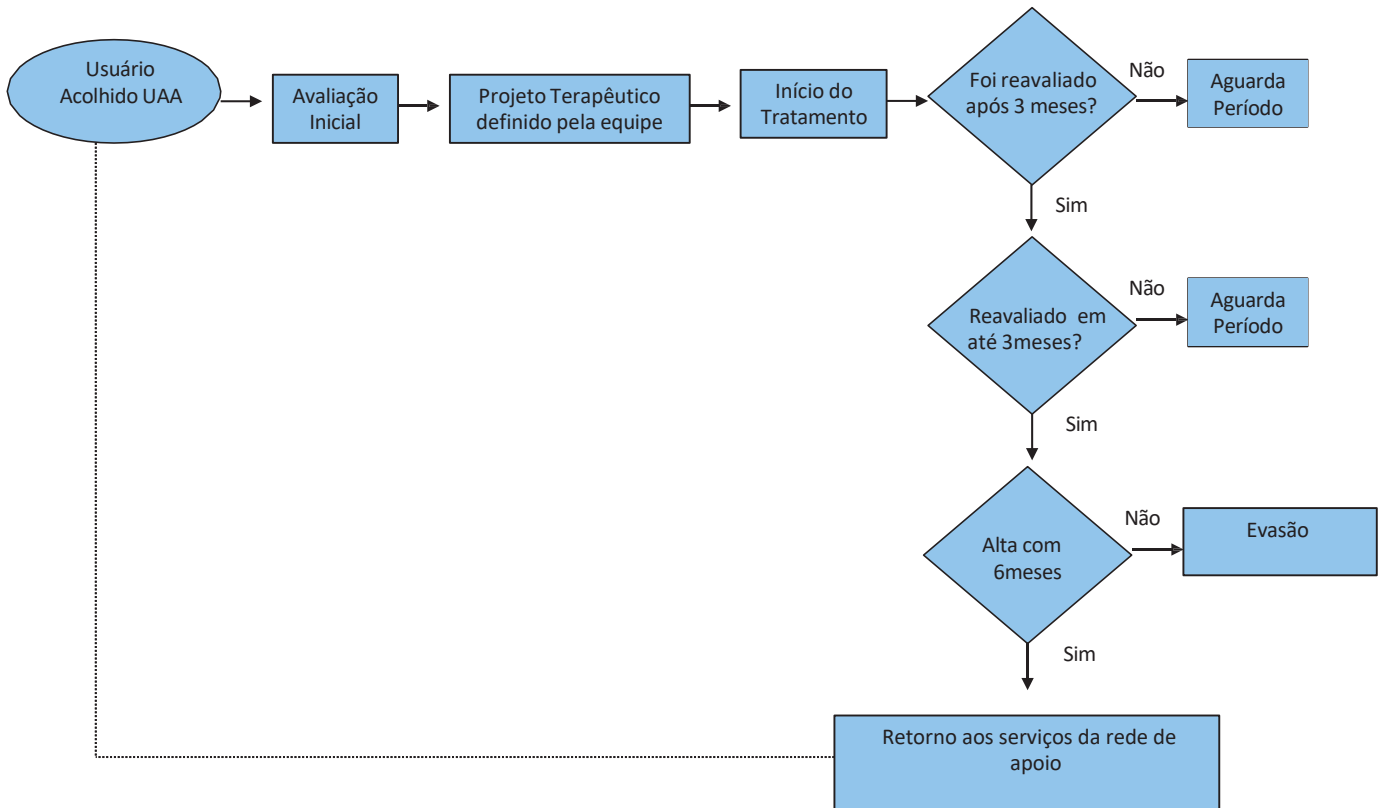 Usuário
Acolhido UAA
Avaliação
Inicial
Projeto Terapêutico
definido pela equipe
Início do
Tratamento
Foi reavaliado
após 3 meses?
Não
Aguarda
Período
Sim
Reavaliado em
até 3meses?
Não
Aguarda
Período
Sim
Alta com
6meses
Não
Evasão
Sim
Retorno aos serviços da rede de
apoio